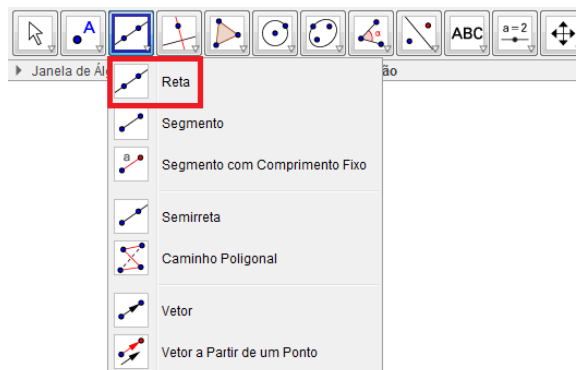 A
α
ABC
a=2
Janela de Ál
ão
Reta
Segmento
a
Segmento com Comprimento Fixo
Semirreta
Caminho Poligonal
Vetor
Vetor a Partir de um Ponto